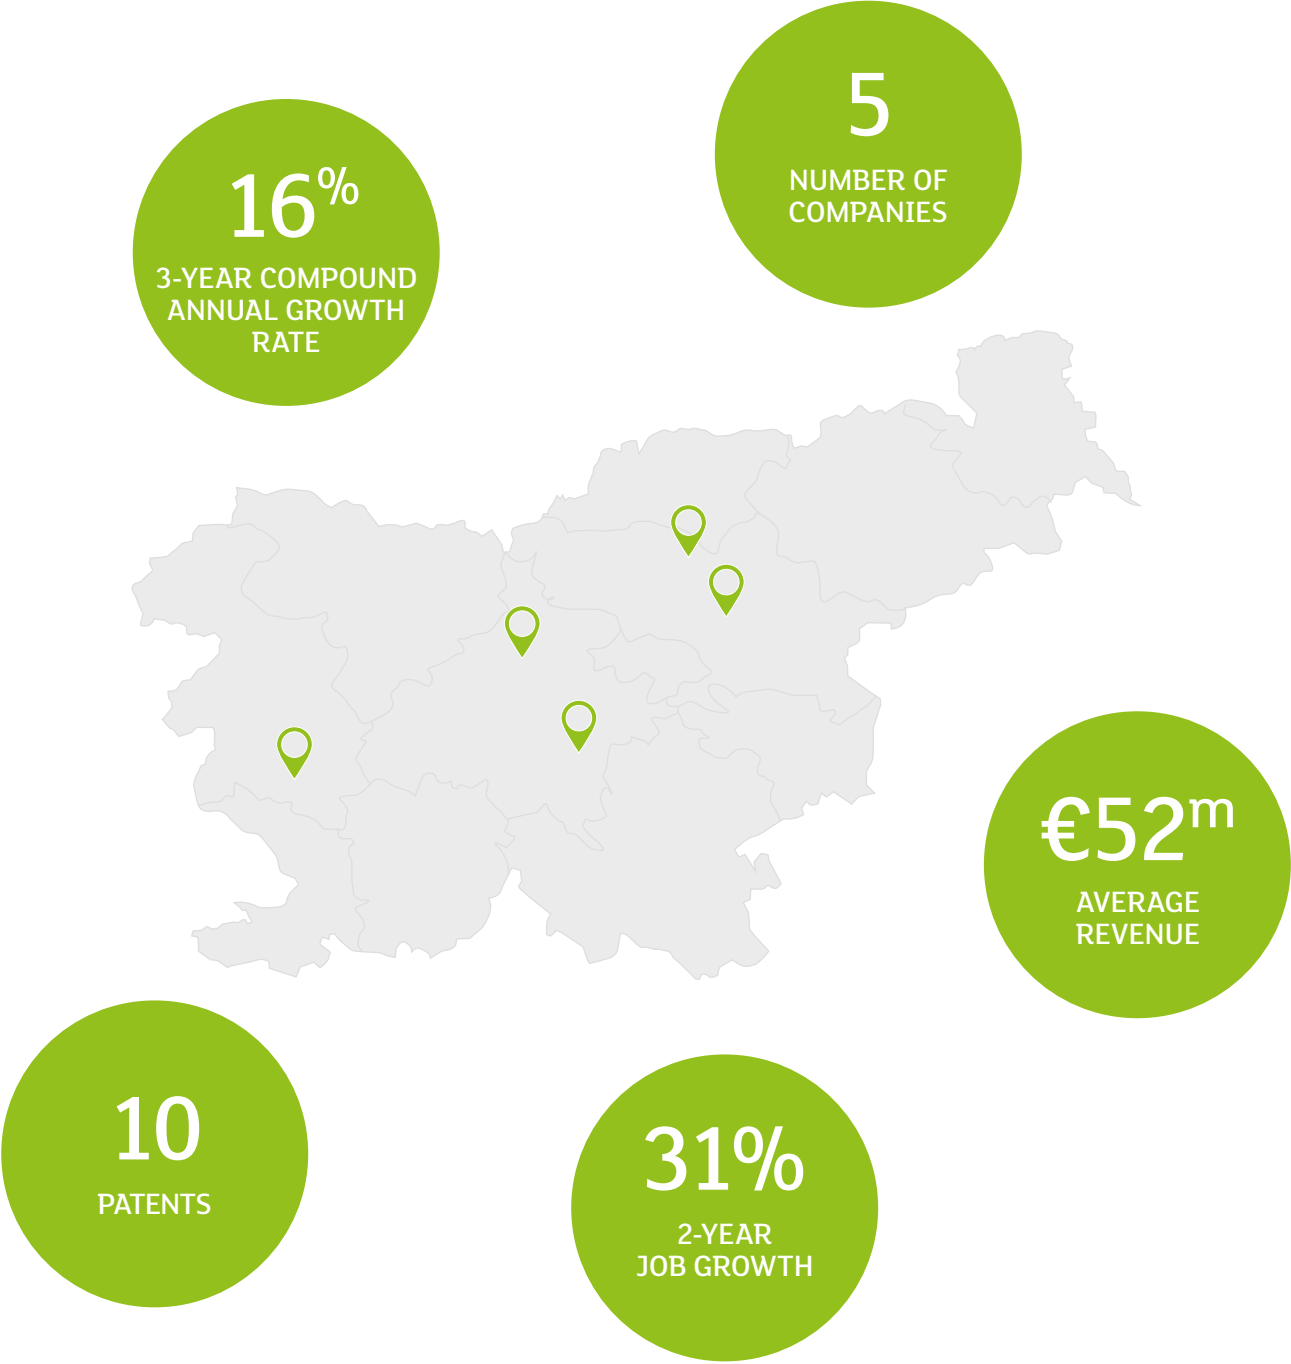 5
NUMBER OF
COMPANIES
16%
3-YEAR COMPOUND
ANNUAL GROWTH
RATE
€52m
AVERAGE
REVENUE
10
PATENTS
31%
2-YEAR
JOB GROWTH